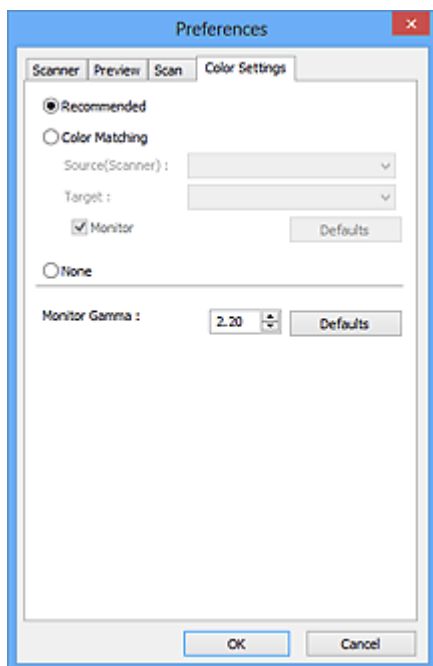 Preferences
Scanner Preview Scan Color Settings
Recommended
Color Matching
Source(Scanner) :
Target :
Monitor Defaults
None
Monitor Gamma : 2.20 Defaults
OK Cancel